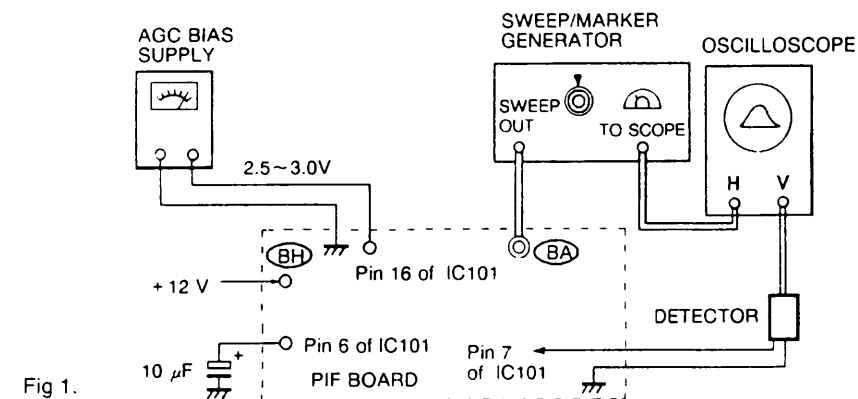 AGC BIAS
SUPPLY
SWEEP/MARKER
GENERATOR
OSCILLOSCOPE
SWEEP
OUT
TO SCOPE
2.5~3.0V
H
V
BH
BA
Pin 16 of IC101
+12 V
DETECTOR
Pin 6 of IC101
Pin 7
of IC101
10 μF
+
PIF BOARD
Fig 1.